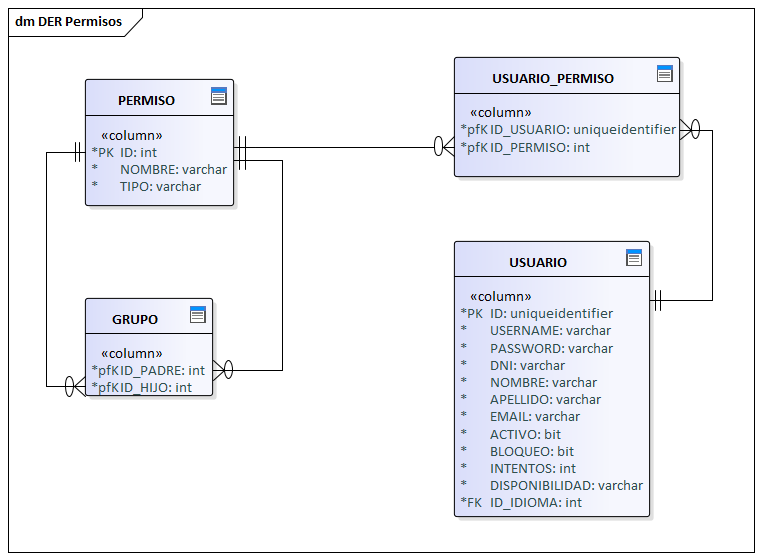 dm DER Permisos
PERMISO
«column»
*PK ID: int
* NOMBRE: varchar
* TIPO: varchar
USUARIO_PERMISO
«column»
*pfK ID_USUARIO: uniqueidentifier
*pfK ID_PERMISO: int
GRUPO
«column»
*pfK ID_PADRE: int
*pfK ID_HIJO: int
USUARIO
«column»
*PK ID: uniqueidentifier
* USERNAME: varchar
* PASSWORD: varchar
* DNI: varchar
* NOMBRE: varchar
* APELLIDO: varchar
* EMAIL: varchar
* ACTIVO: bit
* BLOQUEO: bit
* INTENTOS: int
* DISPONIBILIDAD: varchar
*FK ID_IDIOMA: int